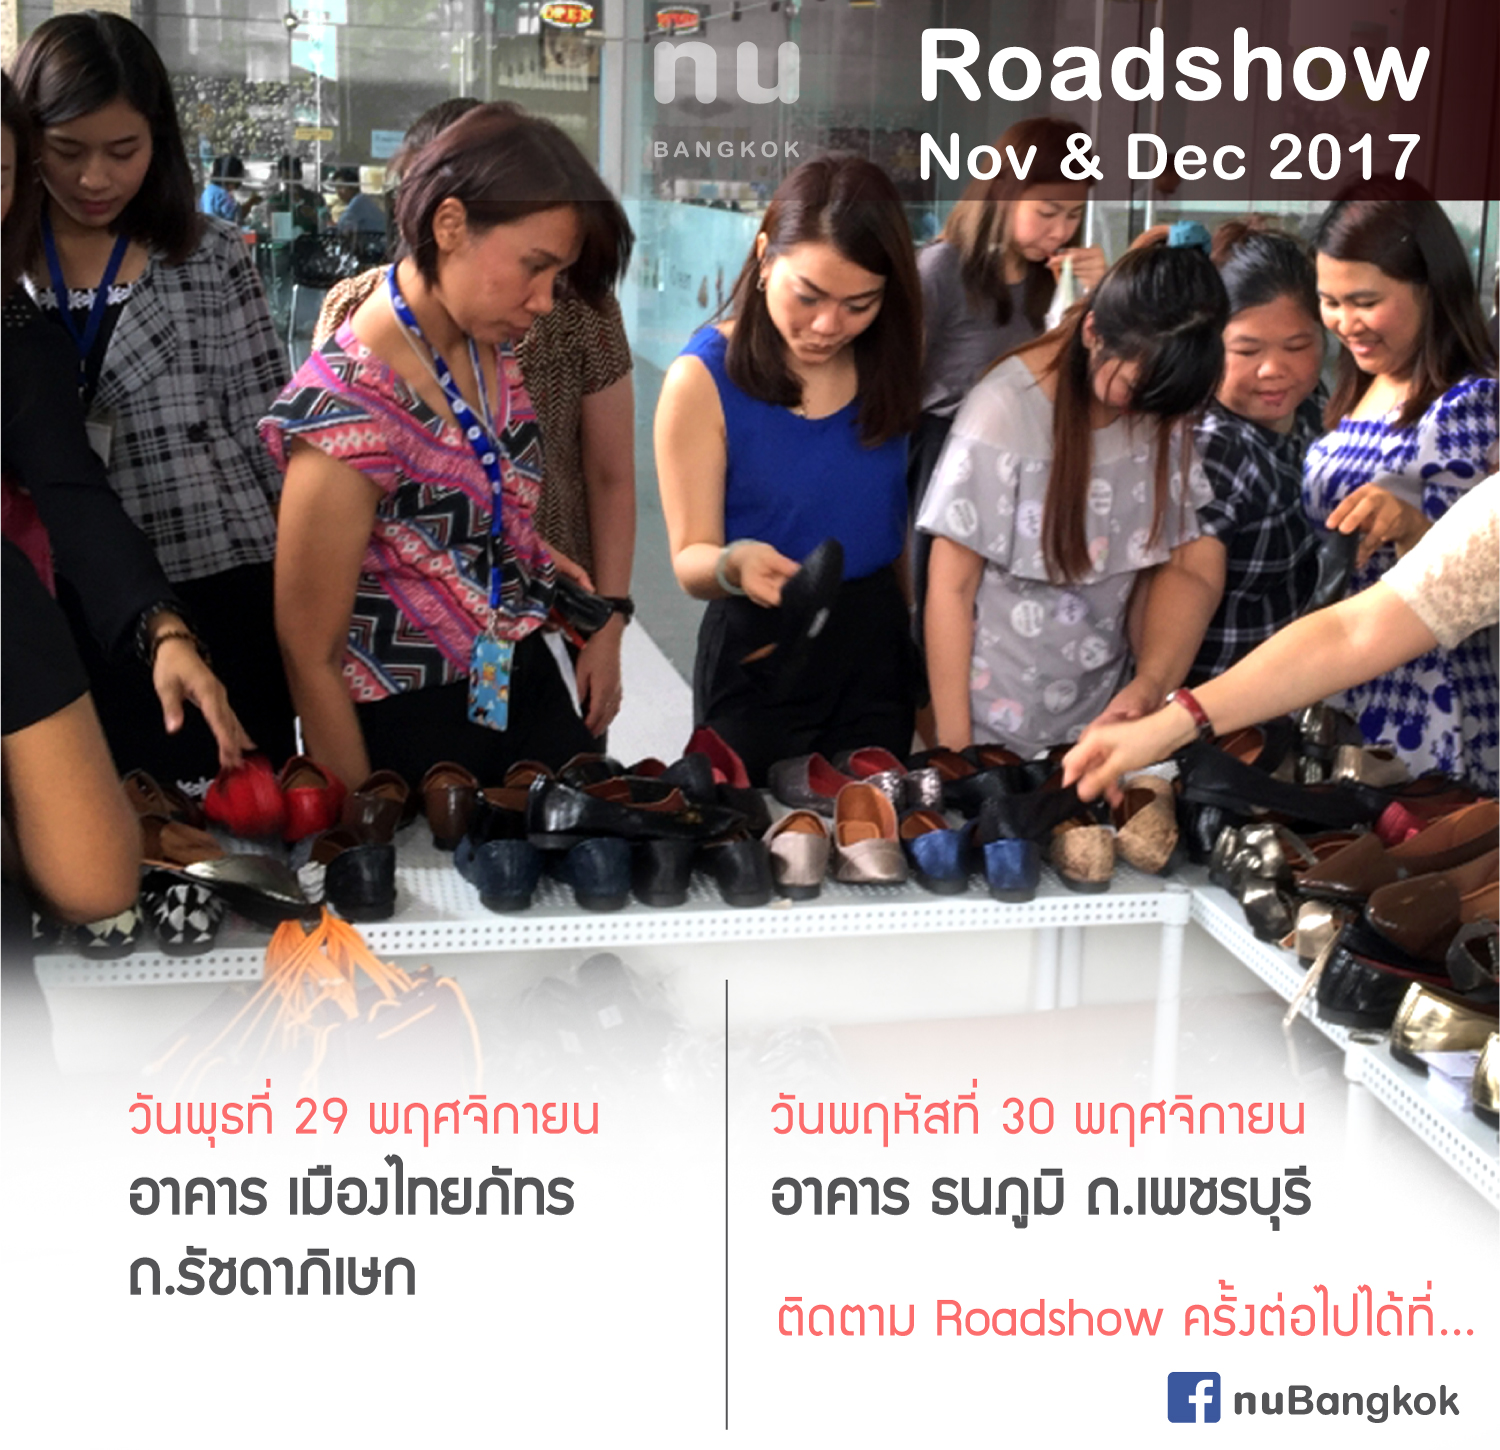 OPEN
nu
BANGKOK
Roadshow
Nov & Dec 2017
วันพุธที่ 29 พฤศจิกายน
อาคาร เมืองไทยภัทร
ถ.รัชดาภิเษก
วันพฤหัสที่ 30 พฤศจิกายน
อาคาร ธนภูมิ ถ.เพชรบุรี
ติดตาม Roadshow ครั้งต่อไปได้ที่...
nuBangkok